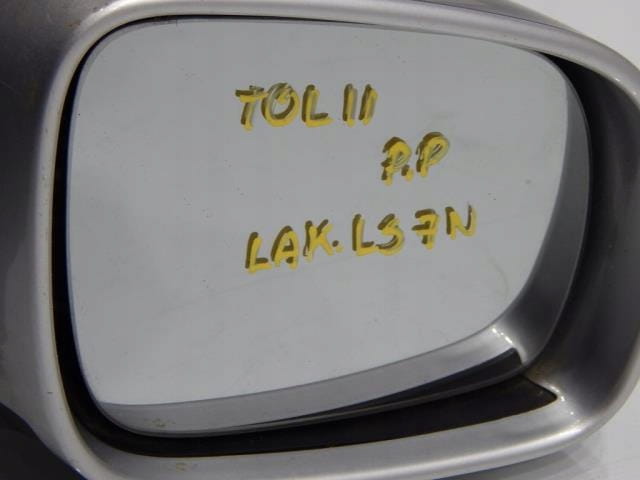 TOL II
P.P
LAK. LS7N